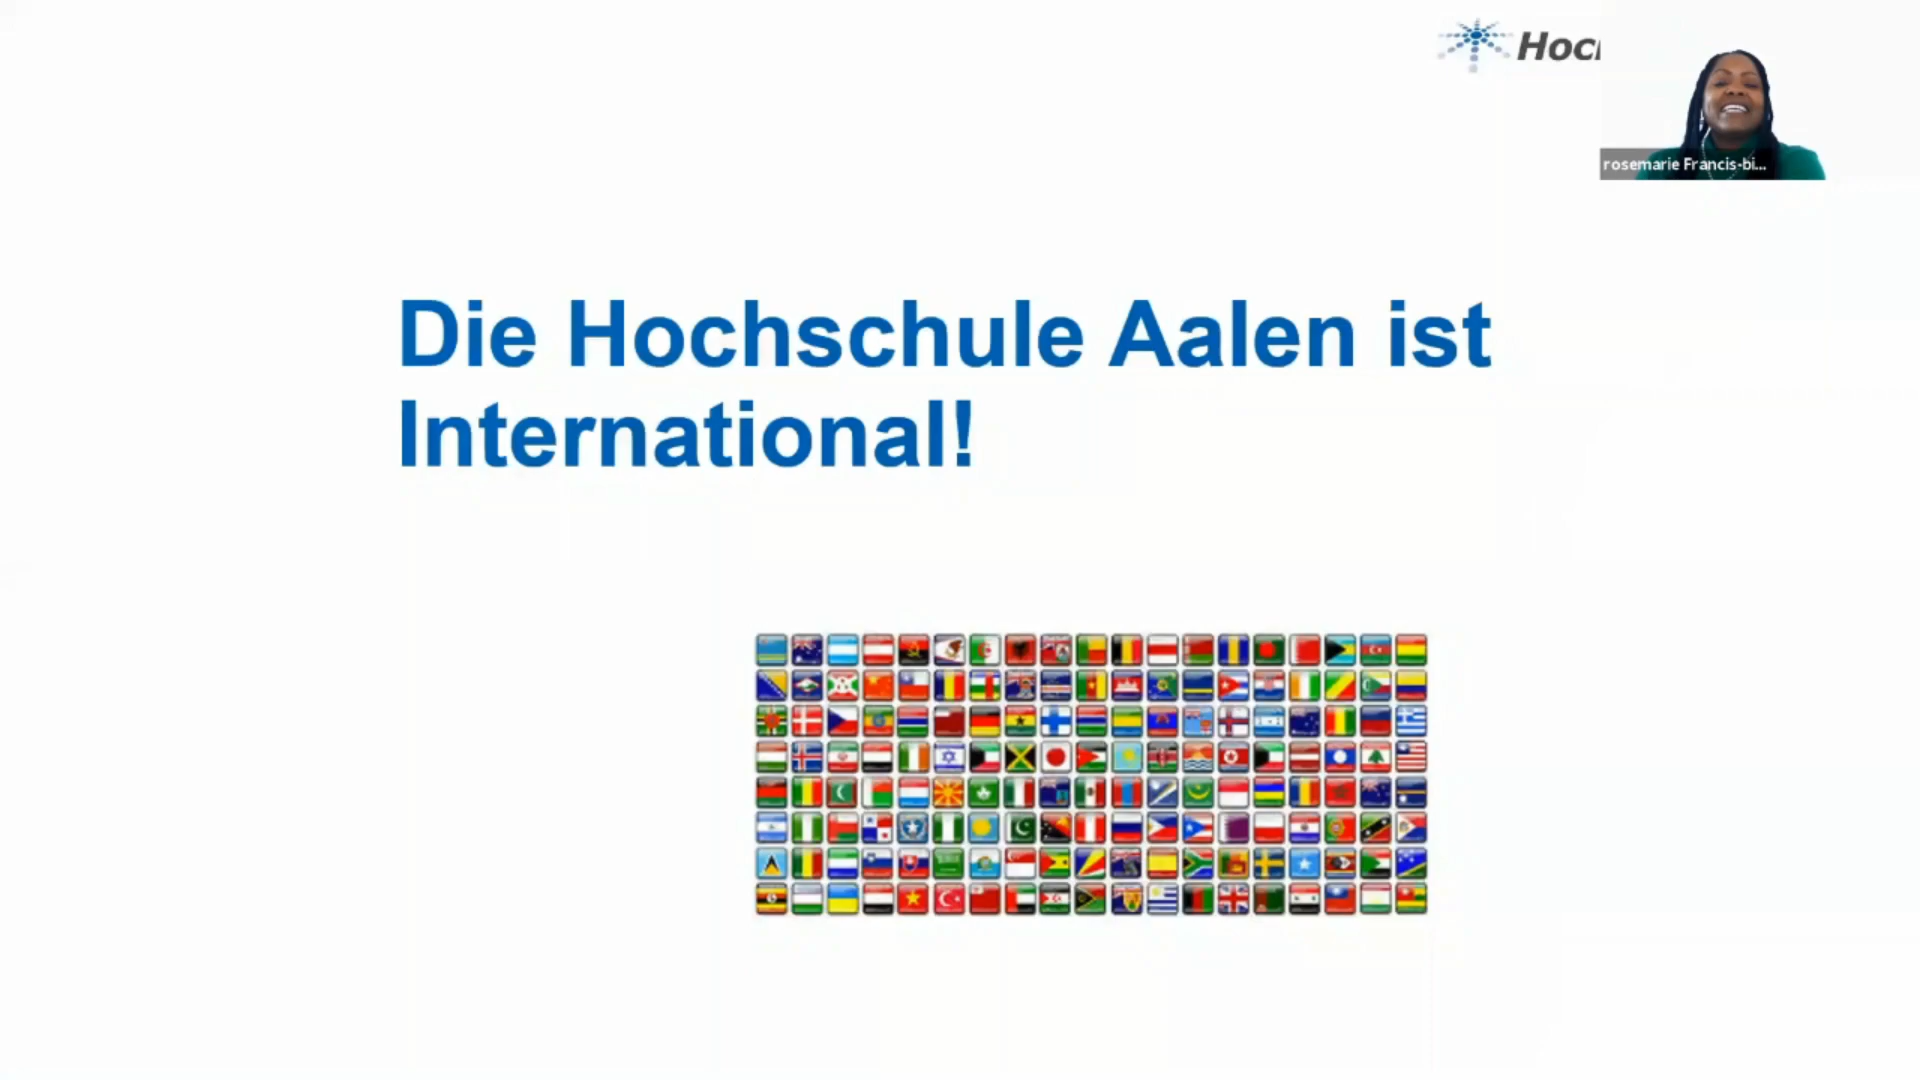 Hoc
rosemarie Francis-bi...
Die Hochschule Aalen ist
International!